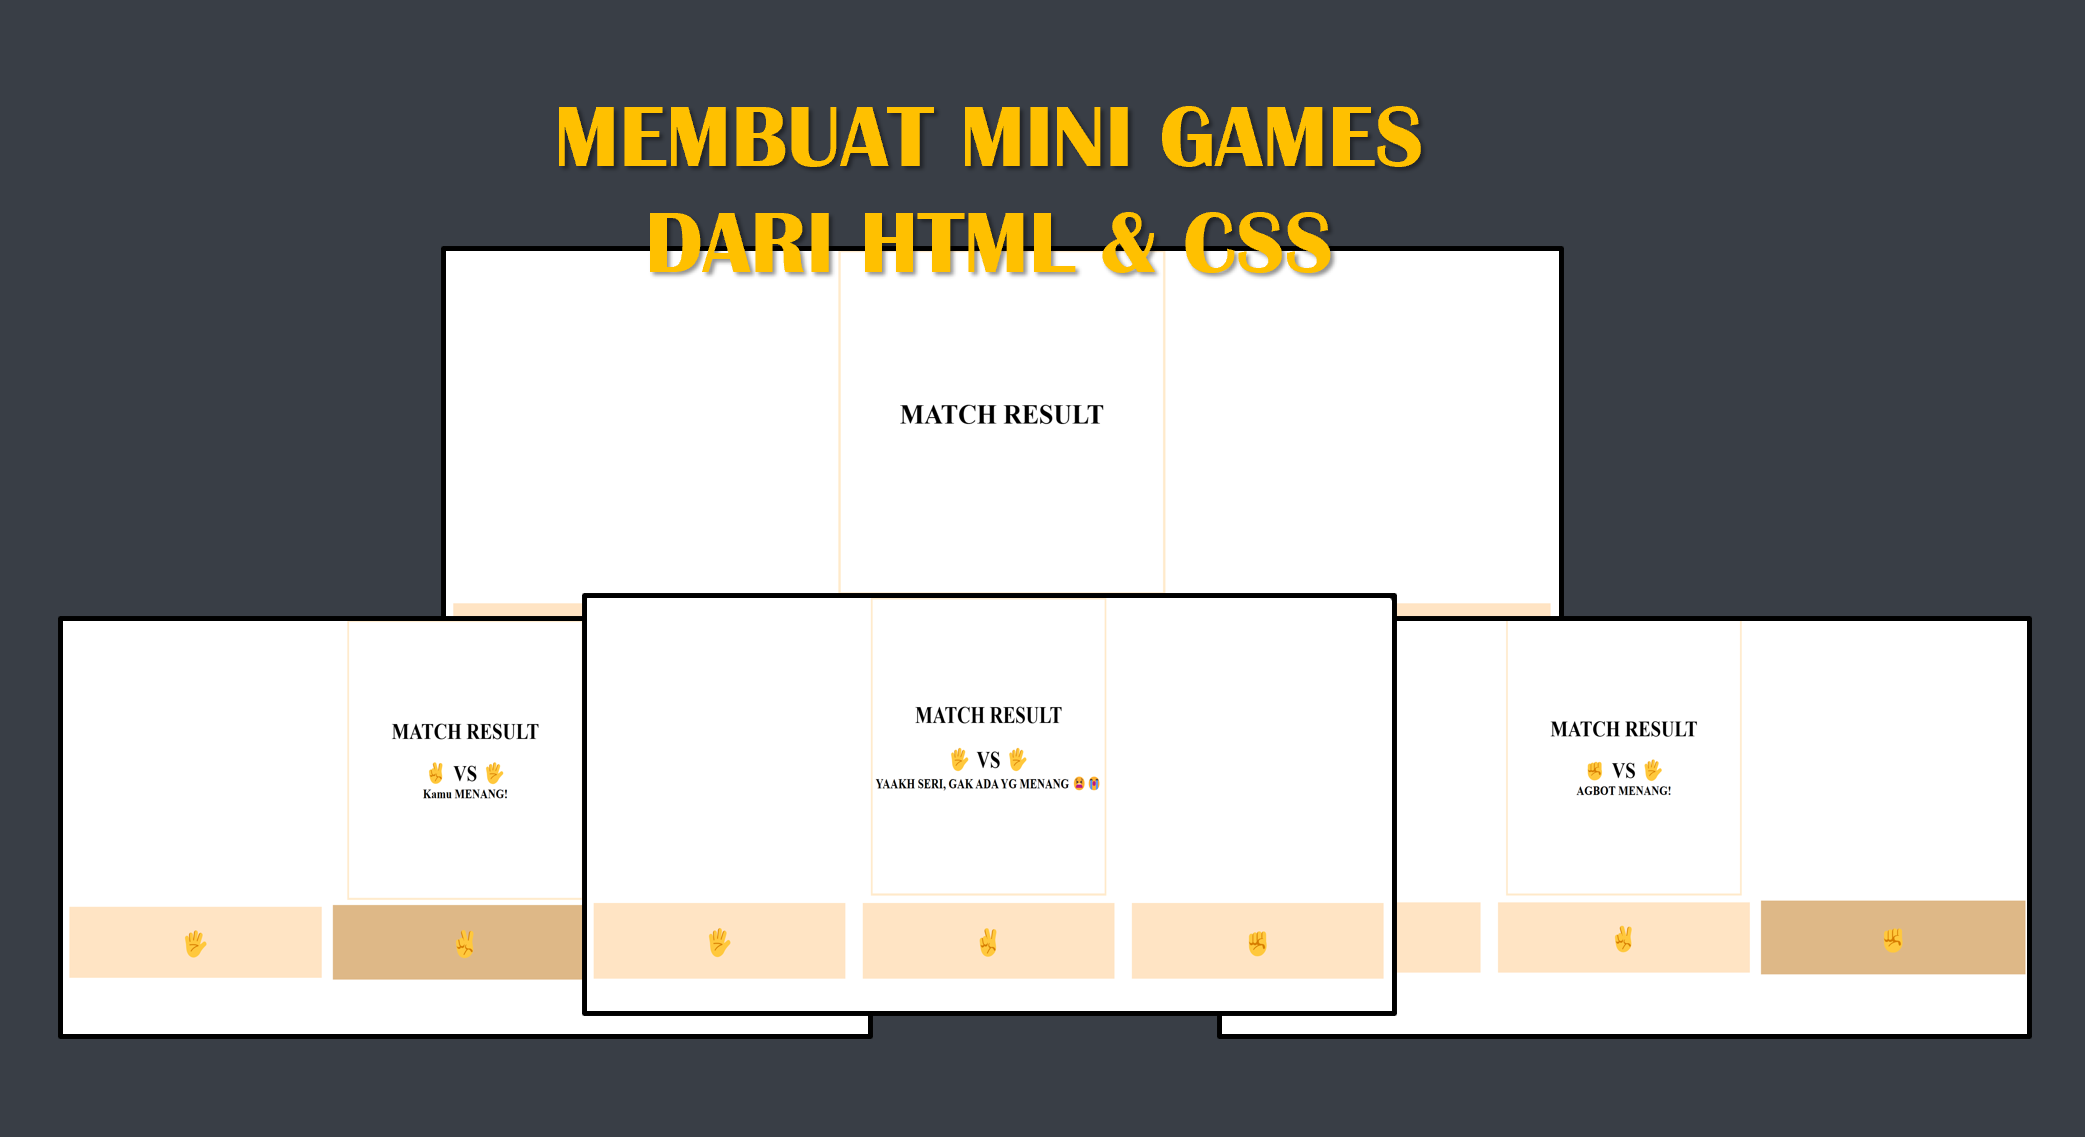 MEMBUAT MINI GAMES
DARI HTML & CSS
MATCH RESULT
MATCH RESULT
✌ VS 🖐
Kamu MENANG!
🖐
✌
MATCH RESULT
🖐 VS 🖐
YAAKH SERI, GAK ADA YG MENANG 😫😭
🖐
✌
✊
MATCH RESULT
✊ VS 🖐
AGBOT MENANG!
✌
✊